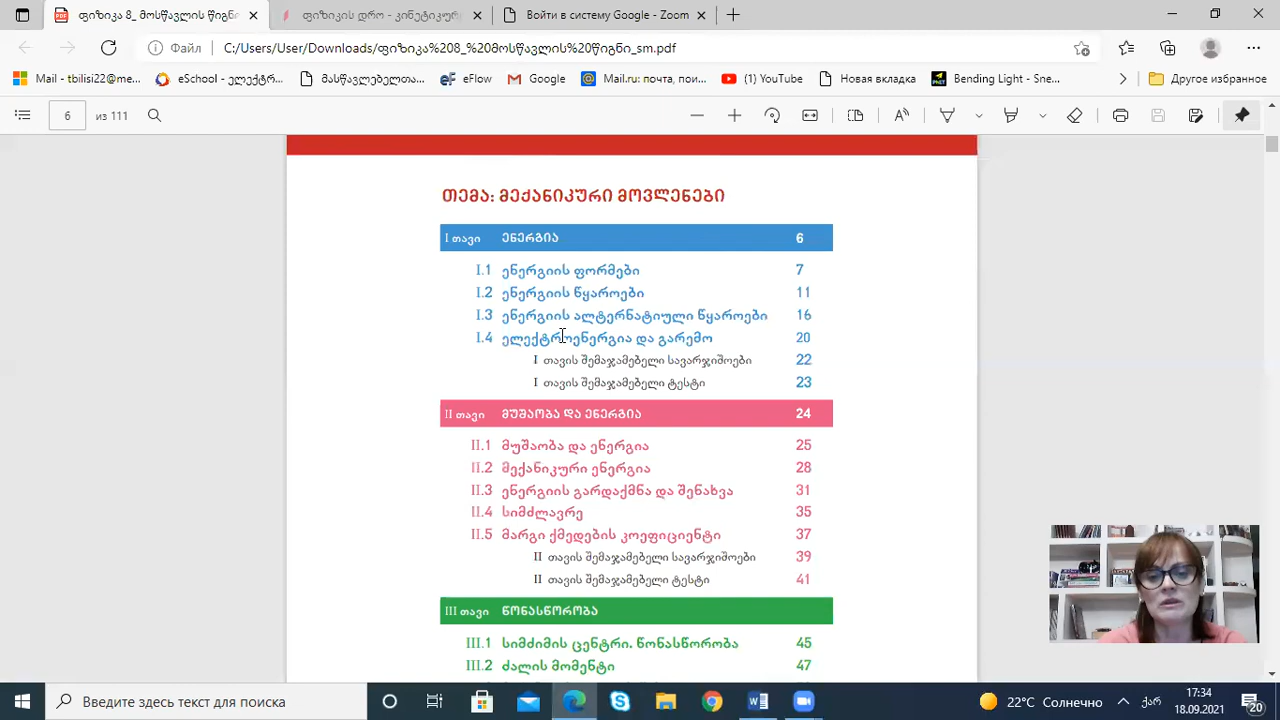 ფიზიკა 8_ მოსწავლის წიგნი
ფიზიკის დრო - კინეტიკურ
Войти в систему Google - Zoom
Файл C:/Users/User/Downloads/ფიზიკა%208_%20მოსწავლის%20წიგნი_sm.pdf
Mail - tbilisi22@me...
eSchool - ელექტრ...
მასწავლებელთა...
eFlow
Google
Mail.ru: почта, пои...
(1) YouTube
Новая вкладка
Bending Light - Sne...
Другое избранное
6 из 111
თემა: მექანიკური მოვლენები
I თავი ენერგია 6
I.1 ენერგიის ფორმები 7
I.2 ენერგიის წყაროები 11
I.3 ენერგიის ალტერნატიული წყაროები 16
I.4 ელექტროენერგია და გარემო 20
I თავის შემაჯამებელი სავარჯიშოები 22
I თავის შემაჯამებელი ტესტი 23
II თავი მუშაობა და ენერგია 24
II.1 მუშაობა და ენერგია 25
II.2 მექანიკური ენერგია 28
II.3 ენერგიის გარდაქმნა და შენახვა 31
II.4 სიმძლავრე 35
II.5 მარგი ქმედების კოეფიციენტი 37
II თავის შემაჯამებელი სავარჯიშოები 39
II თავის შემაჯამებელი ტესტი 41
III თავი წონასწორობა
III.1 სიმძიმის ცენტრი. წონასწორობა 45
III.2 ძალის მომენტი 47
Введите здесь текст для поиска
22°C Солнечно
ქარ
17:34
18.09.2021
20